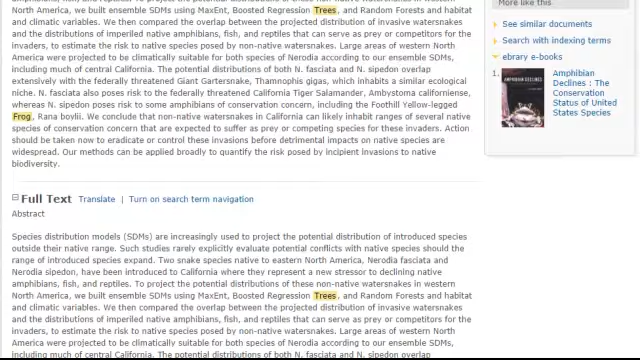 North America, we built ensemble SDMs using MaxEnt, Boosted Regression Trees, and Random Forests and habitat
and climatic variables. We then compared the overlap between the projected distribution of invasive watersnakes
and the distributions of imperiled native amphibians, fish, and reptiles that can serve as prey or competitors for the
invaders, to estimate the risk to native species posed by non-native watersnakes. Large areas of western North
America were projected to be climatically suitable for both species of Nerodia according to our ensemble SDMs,
including much of central California. The potential distributions of both N. fasciata and N. sipedon overlap
extensively with the federally threatened Giant Gartersnake, Thamnophis gigas, which inhabits a similar ecological
niche. N. fasciata also poses risk to the federally threatened California Tiger Salamander, Ambystoma californiense,
whereas N. sipedon poses risk to some amphibians of conservation concern, including the Foothill Yellow-legged
Frog, Rana boylii. We conclude that non-native watersnakes in California can likely inhabit ranges of several native
species of conservation concern that are expected to suffer as prey or competing species for these invaders. Action
should be taken now to eradicate or control these invasions before detrimental impacts on native species are
widespread. Our methods can be applied broadly to quantify the risk posed by incipient invasions to native
biodiversity.
Full Text Translate | Turn on search term navigation
Abstract
Species distribution models (SDMs) are increasingly used to project the potential distribution of introduced species
outside their native range. Such studies rarely explicitly evaluate potential conflicts with native species should the
range of introduced species expand. Two snake species native to eastern North America, Nerodia fasciata and
Nerodia sipedon, have been introduced to California where they represent a new stressor to declining native
amphibians, fish, and reptiles. To project the potential distributions of these non-native watersnakes in western
North America, we built ensemble SDMs using MaxEnt, Boosted Regression Trees, and Random Forests and habitat
and climatic variables. We then compared the overlap between the projected distribution of invasive watersnakes
and the distributions of imperiled native amphibians, fish, and reptiles that can serve as prey or competitors for the
invaders, to estimate the risk to native species posed by non-native watersnakes. Large areas of western North
America were projected to be climatically suitable for both species of Nerodia according to our ensemble SDMs,
including much of central California. The potential distributions of both N. fasciata and N. sipedon overlap
More like this
See similar documents
Search with indexing terms
ebrary e-books
1. Amphibian
Declines : The
Conservation
Status of United
States Species